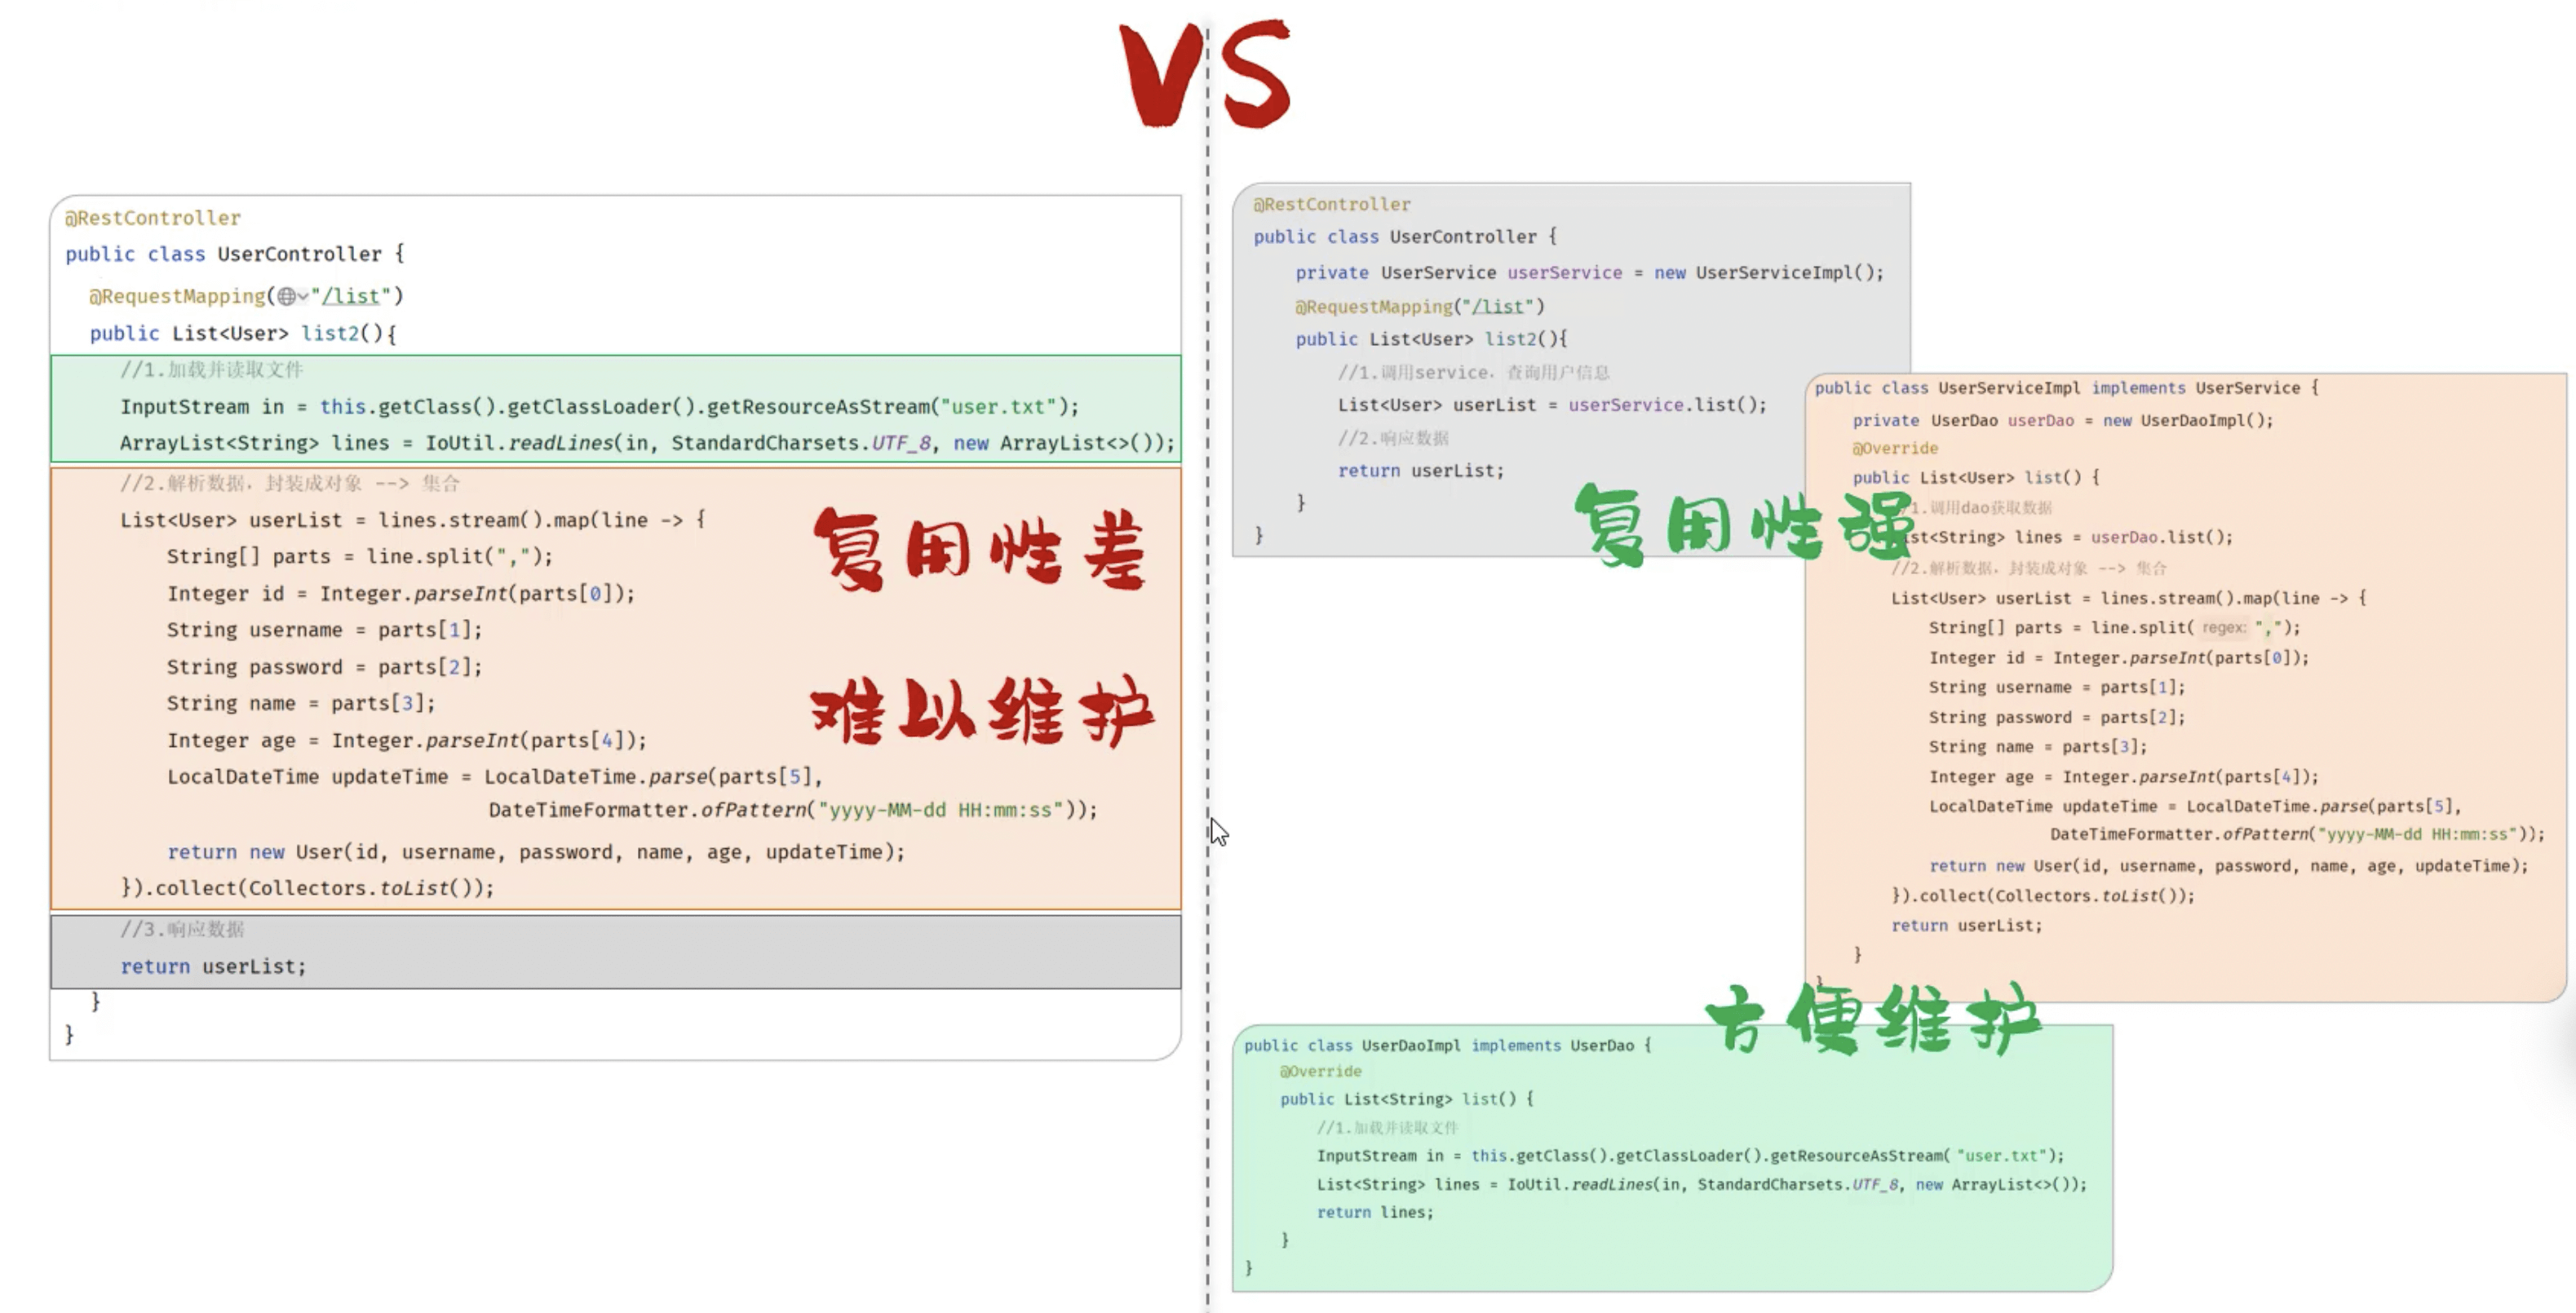 VS
@RestController
public class UserController {
@RequestMapping("/list")
public List<User> list2(){
//1.加载并读取文件
InputStream in = this.getClass().getClassLoader().getResourceAsStream("user.txt");
ArrayList<String> lines = IoUtil.readLines(in, StandardCharsets.UTF_8, new ArrayList<>());
//2.解析数据，封装成对象 --> 集合
List<User> userList = lines.stream().map(line -> {
String[] parts = line.split(",");
Integer id = Integer.parseInt(parts[0]);
String username = parts[1];
String password = parts[2];
String name = parts[3];
Integer age = Integer.parseInt(parts[4]);
LocalDateTime updateTime = LocalDateTime.parse(parts[5],
DateTimeFormatter.ofPattern("yyyy-MM-dd HH:mm:ss"));
return new User(id, username, password, name, age, updateTime);
}).collect(Collectors.toList());
//3.响应数据
return userList;
}
}
复用性差
难以维护
@RestController
public class UserController {
private UserService userService = new UserServiceImpl();
@RequestMapping("/list")
public List<User> list2(){
//1.调用service，查询用户信息
List<User> userList = userService.list();
//2.响应数据
return userList;
}
}
复用性强
public class UserServiceImpl implements UserService {
private UserDao userDao = new UserDaoImpl();
@Override
public List<User> list() {
1.调用dao获取数据
st<String> lines = userDao.list();
//2.解析数据，封装成对象 --> 集合
List<User> userList = lines.stream().map(line -> {
String[] parts = line.split( regex: ",");
Integer id = Integer.parseInt(parts[0]);
String username = parts[1];
String password = parts[2];
String name = parts[3];
Integer age = Integer.parseInt(parts[4]);
LocalDateTime updateTime = LocalDateTime.parse(parts[5],
DateTimeFormatter.ofPattern("yyyy-MM-dd HH:mm:ss"));
return new User(id, username, password, name, age, updateTime);
}).collect(Collectors.toList());
return userList;
}
}
方便维护
public class UserDaoImpl implements UserDao {
@Override
public List<String> list() {
//1.加载并读取文件
InputStream in = this.getClass().getClassLoader().getResourceAsStream( "user.txt");
List<String> lines = IoUtil.readLines(in, StandardCharsets.UTF_8, new ArrayList<>());
return lines;
}
}